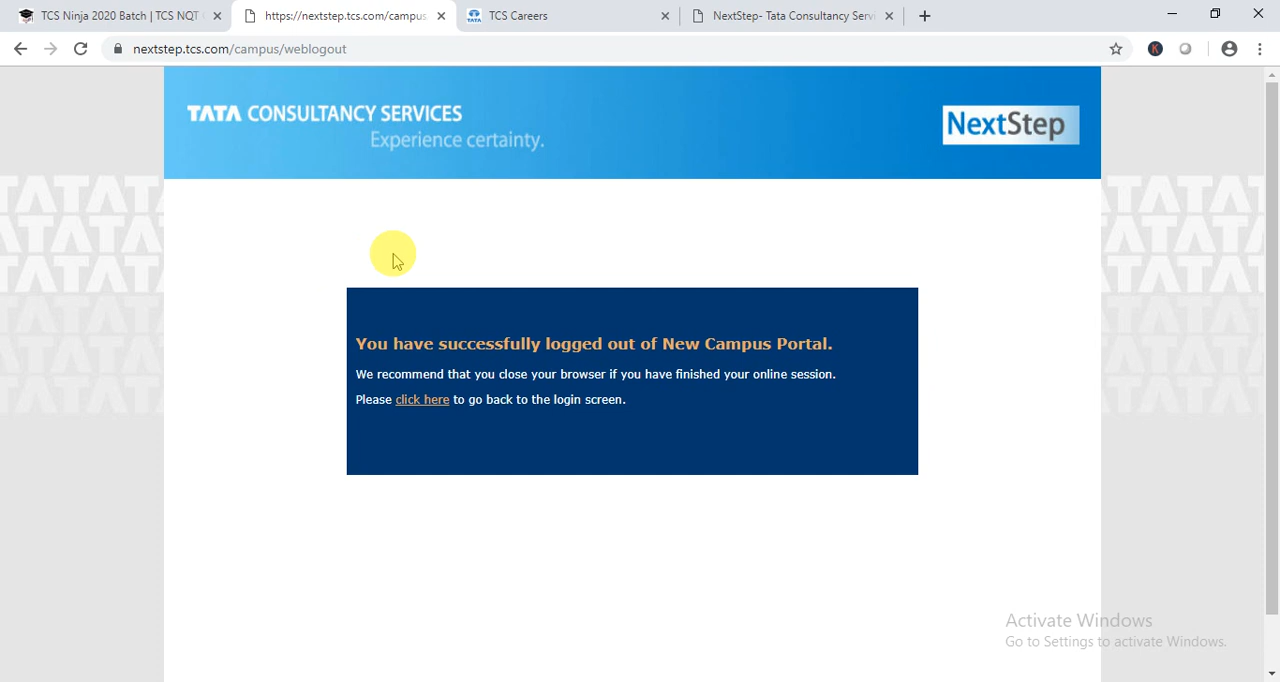 TCS Ninja 2020 Batch | TCS NQT
https://nextstep.tcs.com/campus
TCS Careers
NextStep- Tata Consultancy Servi
nextstep.tcs.com/campus/weblogout
K
TATA CONSULTANCY SERVICES
Experience certainty.
NextStep
You have successfully logged out of New Campus Portal.
We recommend that you close your browser if you have finished your online session.
Please click here to go back to the login screen.
Activate Windows
Go to Settings to activate Windows.